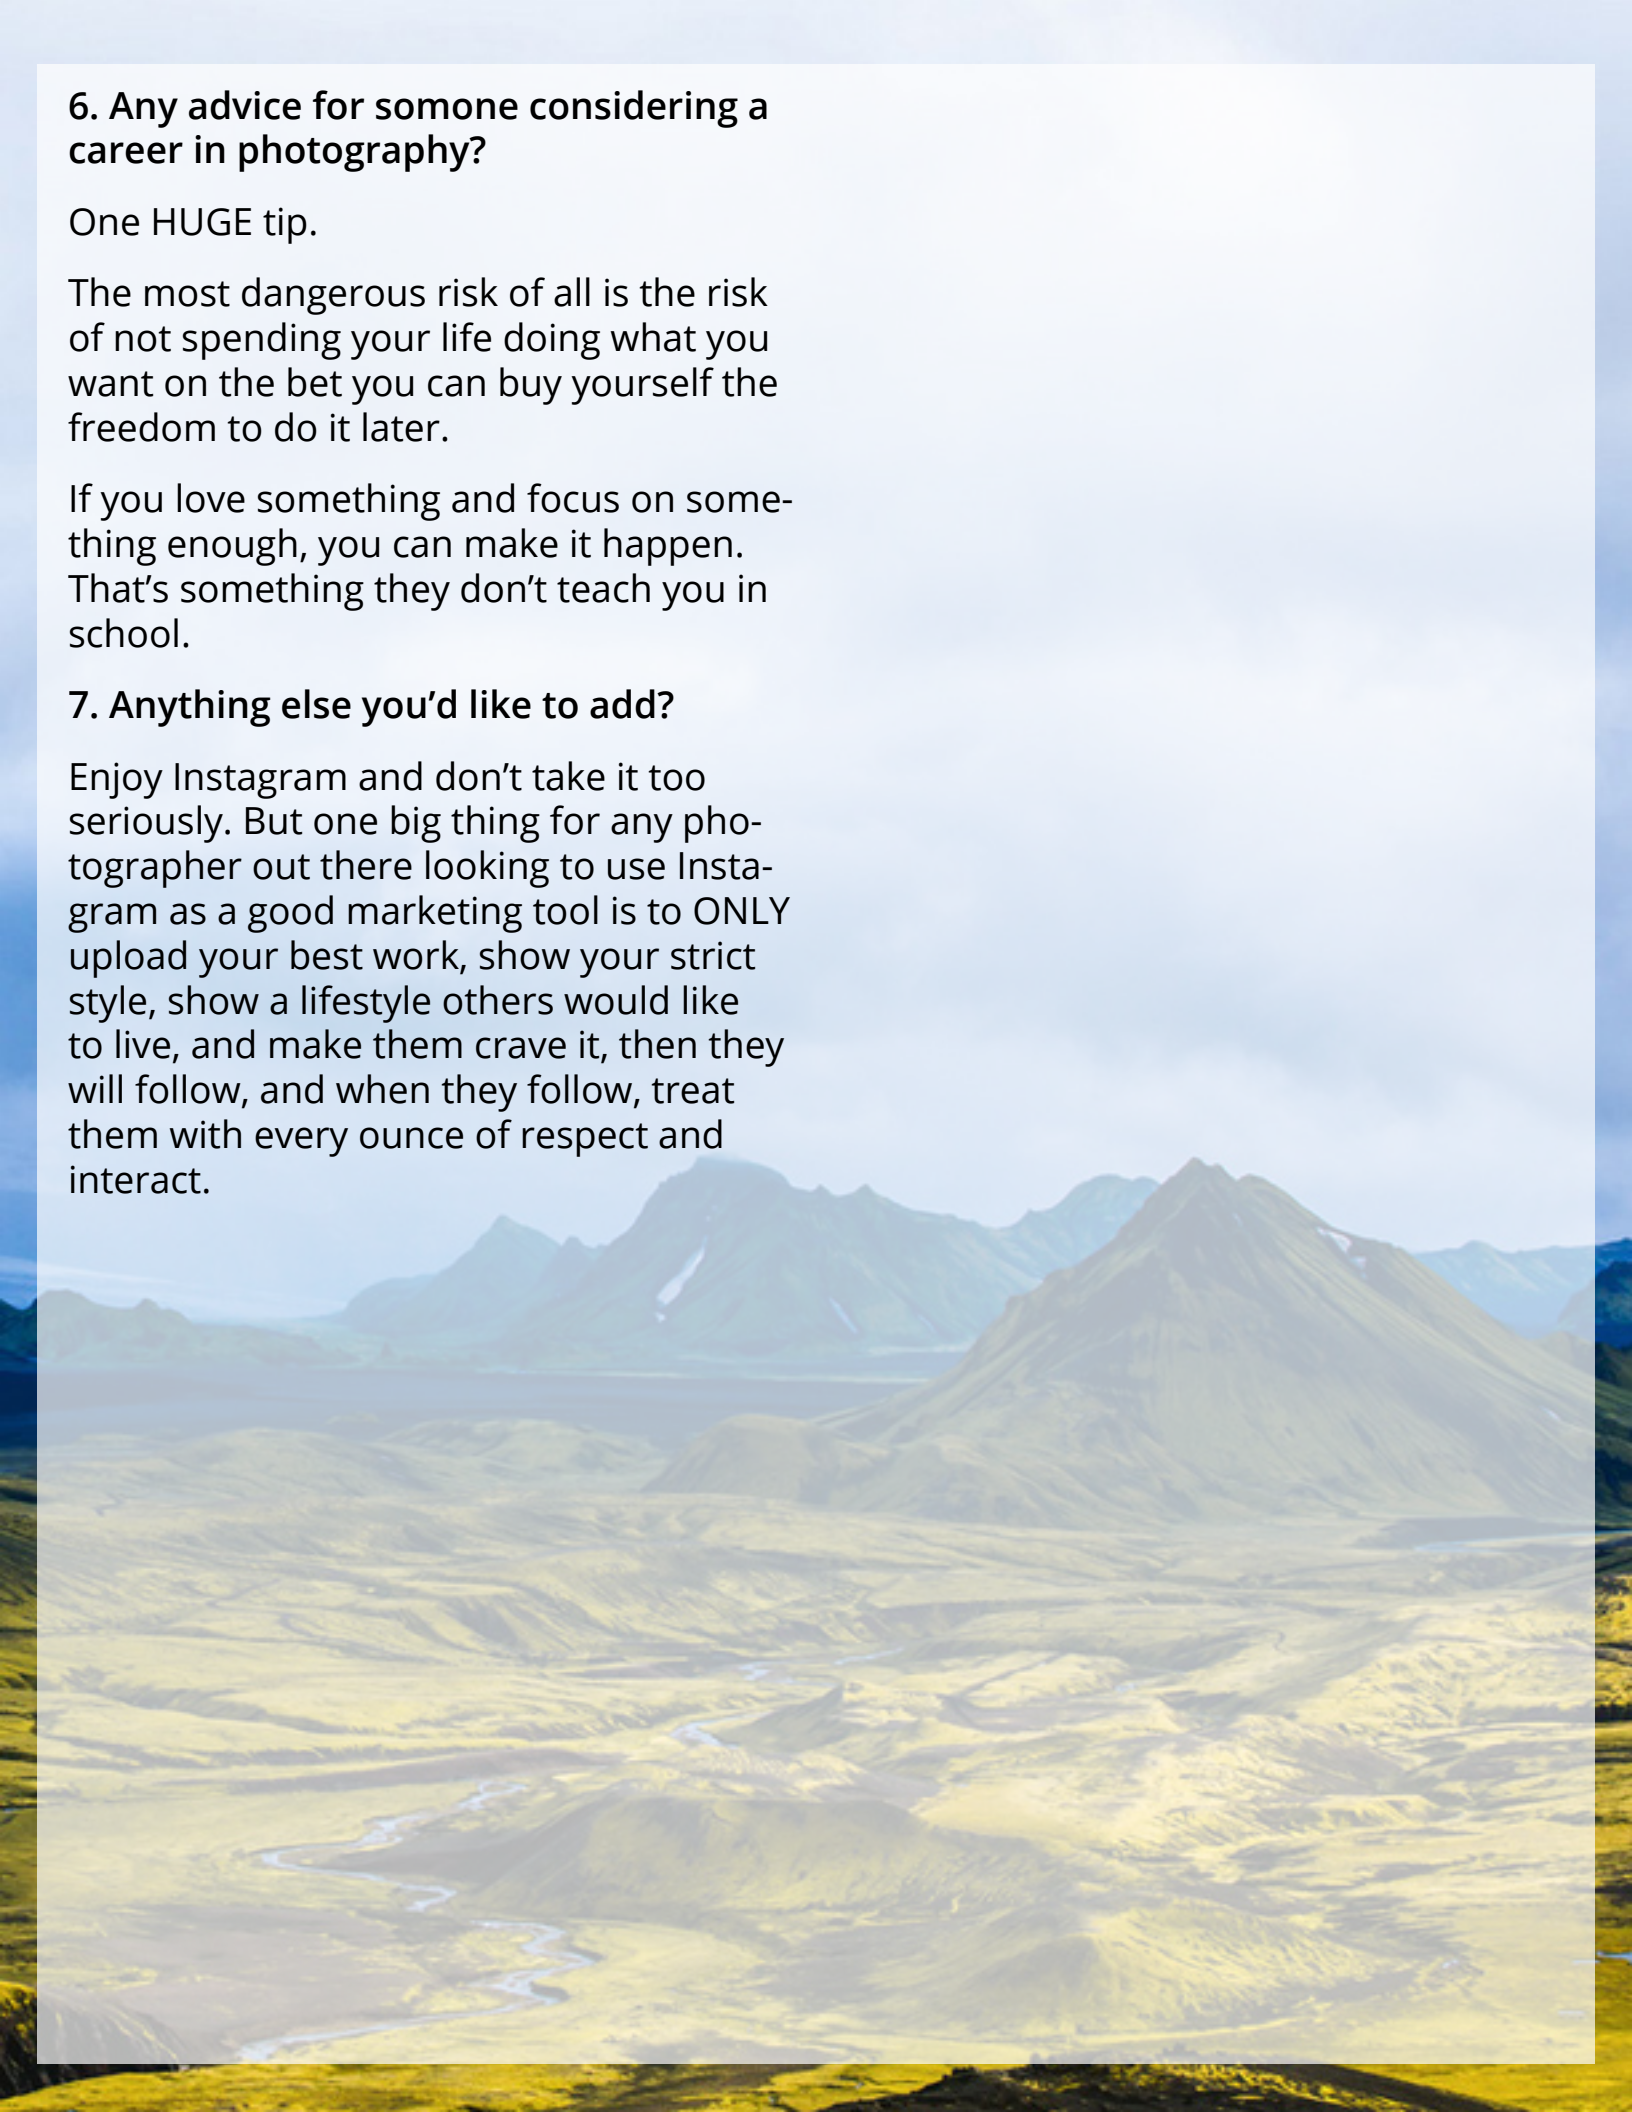 6. Any advice for somone considering a
career in photography?
One HUGE tip.
The most dangerous risk of all is the risk
of not spending your life doing what you
want on the bet you can buy yourself the
freedom to do it later.
If you love something and focus on some-
thing enough, you can make it happen.
That’s something they don’t teach you in
school.
7. Anything else you’d like to add?
Enjoy Instagram and don’t take it too
seriously. But one big thing for any pho-
tographer out there looking to use Insta-
gram as a good marketing tool is to ONLY
upload your best work, show your strict
style, show a lifestyle others would like
to live, and make them crave it, then they
will follow, and when they follow, treat
them with every ounce of respect and
interact.